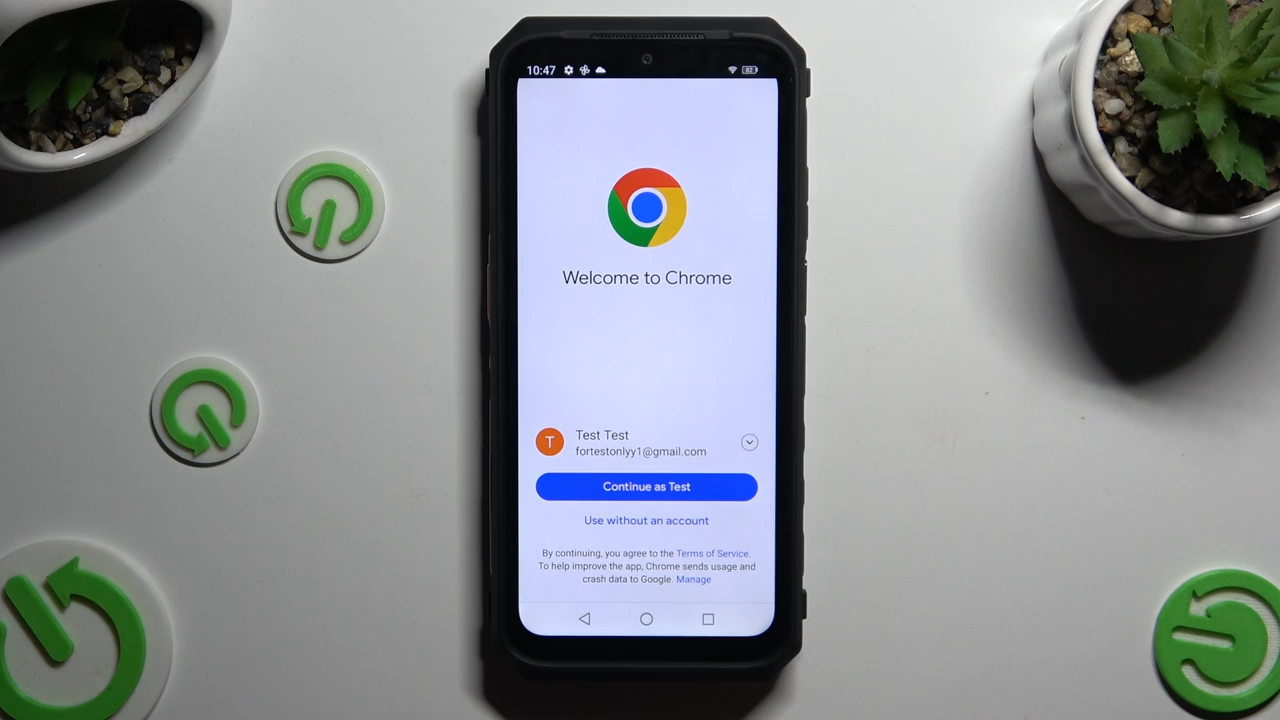 10:47
82
Welcome to Chrome
T
Test Test
fortestonlyy1@gmail.com
Continue as Test
Use without an account
By continuing, you agree to the Terms of Service.
To help improve the app, Chrome sends usage and
crash data to Google. Manage